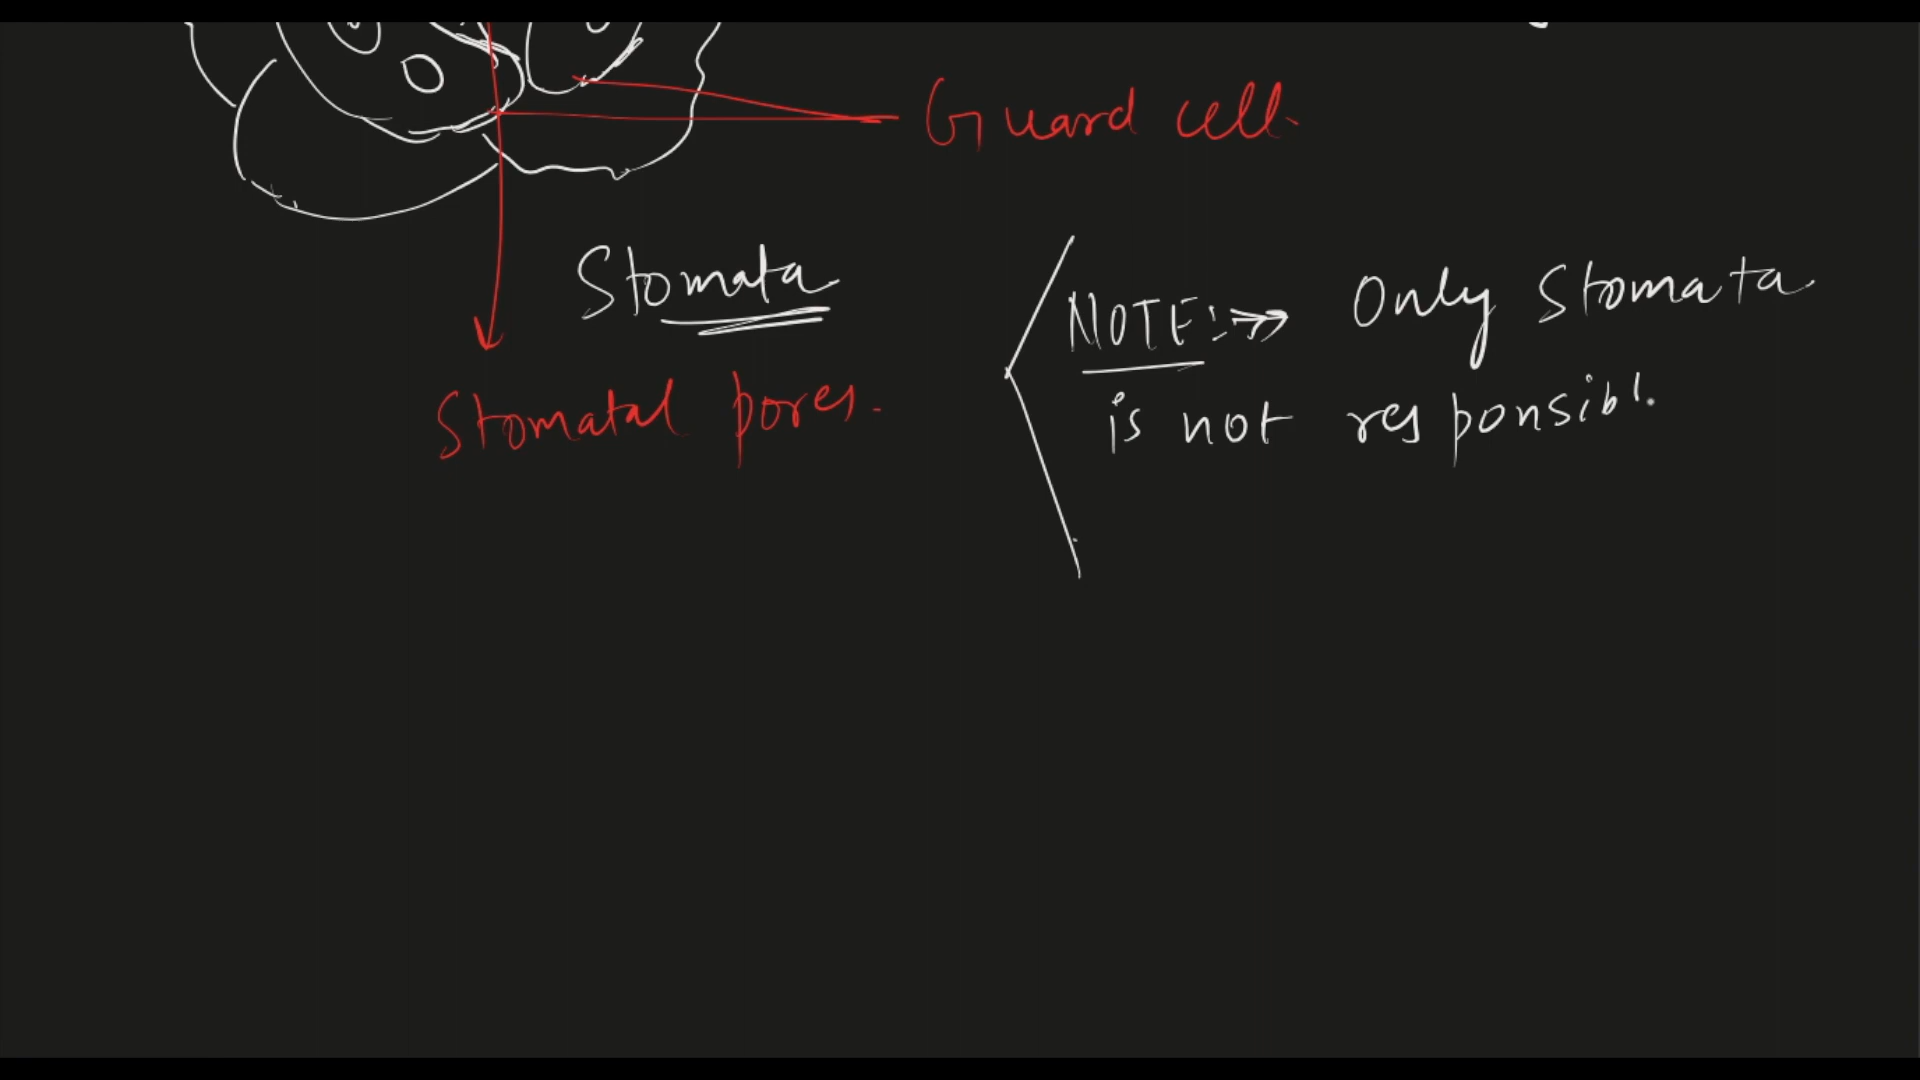 Guard cell.
Stomata
Stomatal pores.
NOTE:->> Only Stomata
is not responsibl.